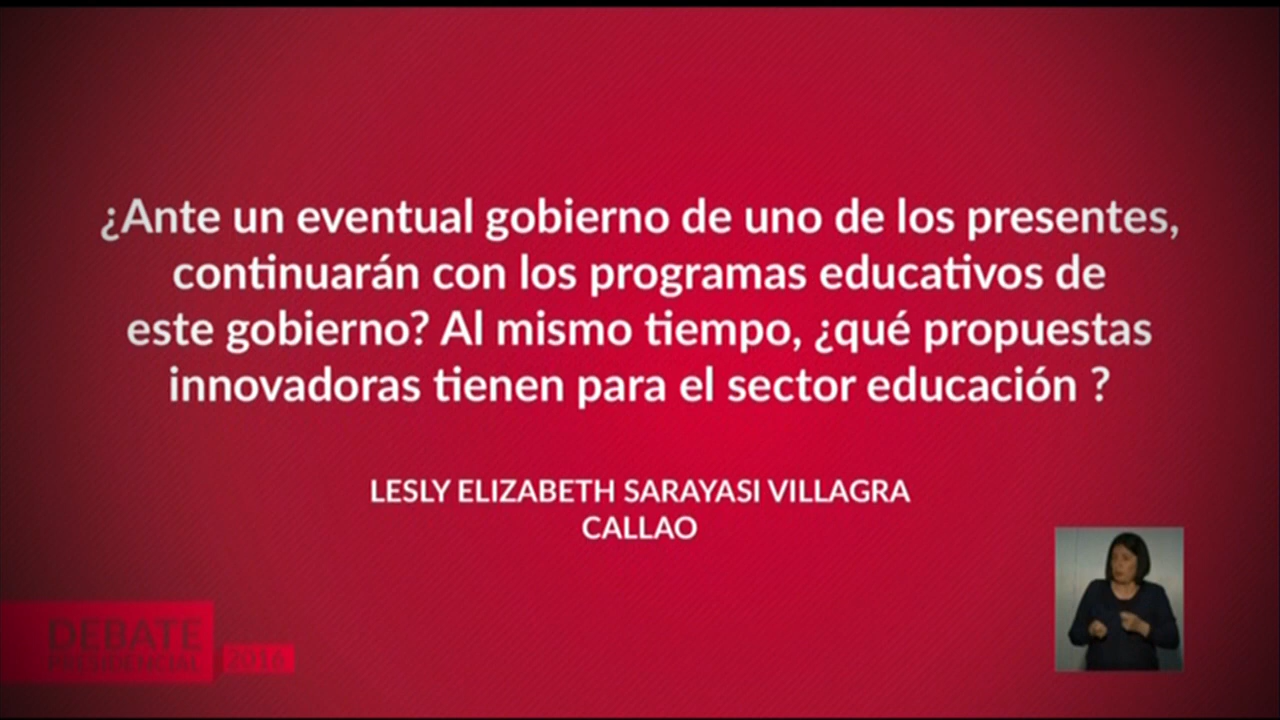 ¿Ante un eventual gobierno de uno de los presentes,
continuarán con los programas educativos de
este gobierno? Al mismo tiempo, ¿qué propuestas
innovadoras tienen para el sector educación ?
LESLY ELIZABETH SARAYASI VILLAGRA
CALLAO
DEBATE
PRESIDENCIAL 2016